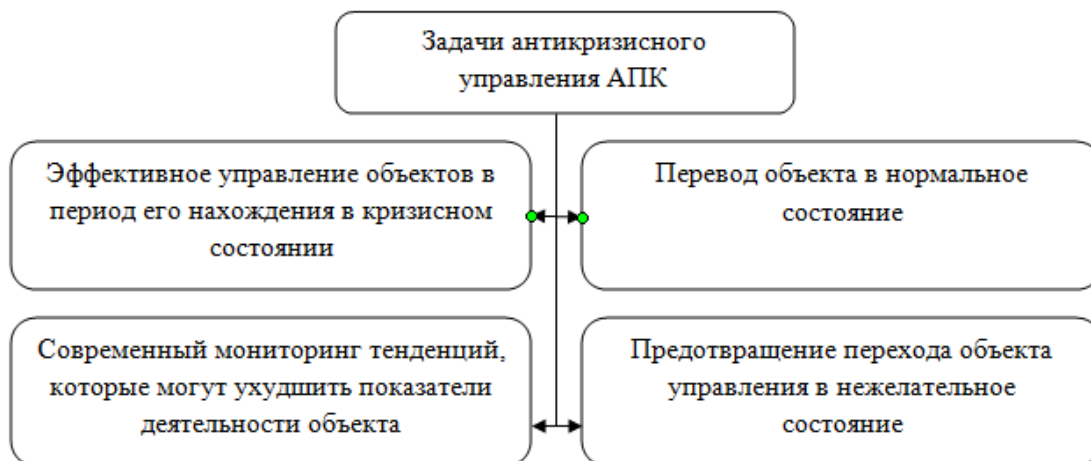 Задачи антикризисного
управления АПК
Эффективное управление объектов в
период его нахождения в кризисном
состоянии
Перевод объекта в нормальное
состояние
Современный мониторинг тенденций,
которые могут ухудшить показатели
деятельности объекта
Предотвращение перехода объекта
управления в нежелательное
состояние